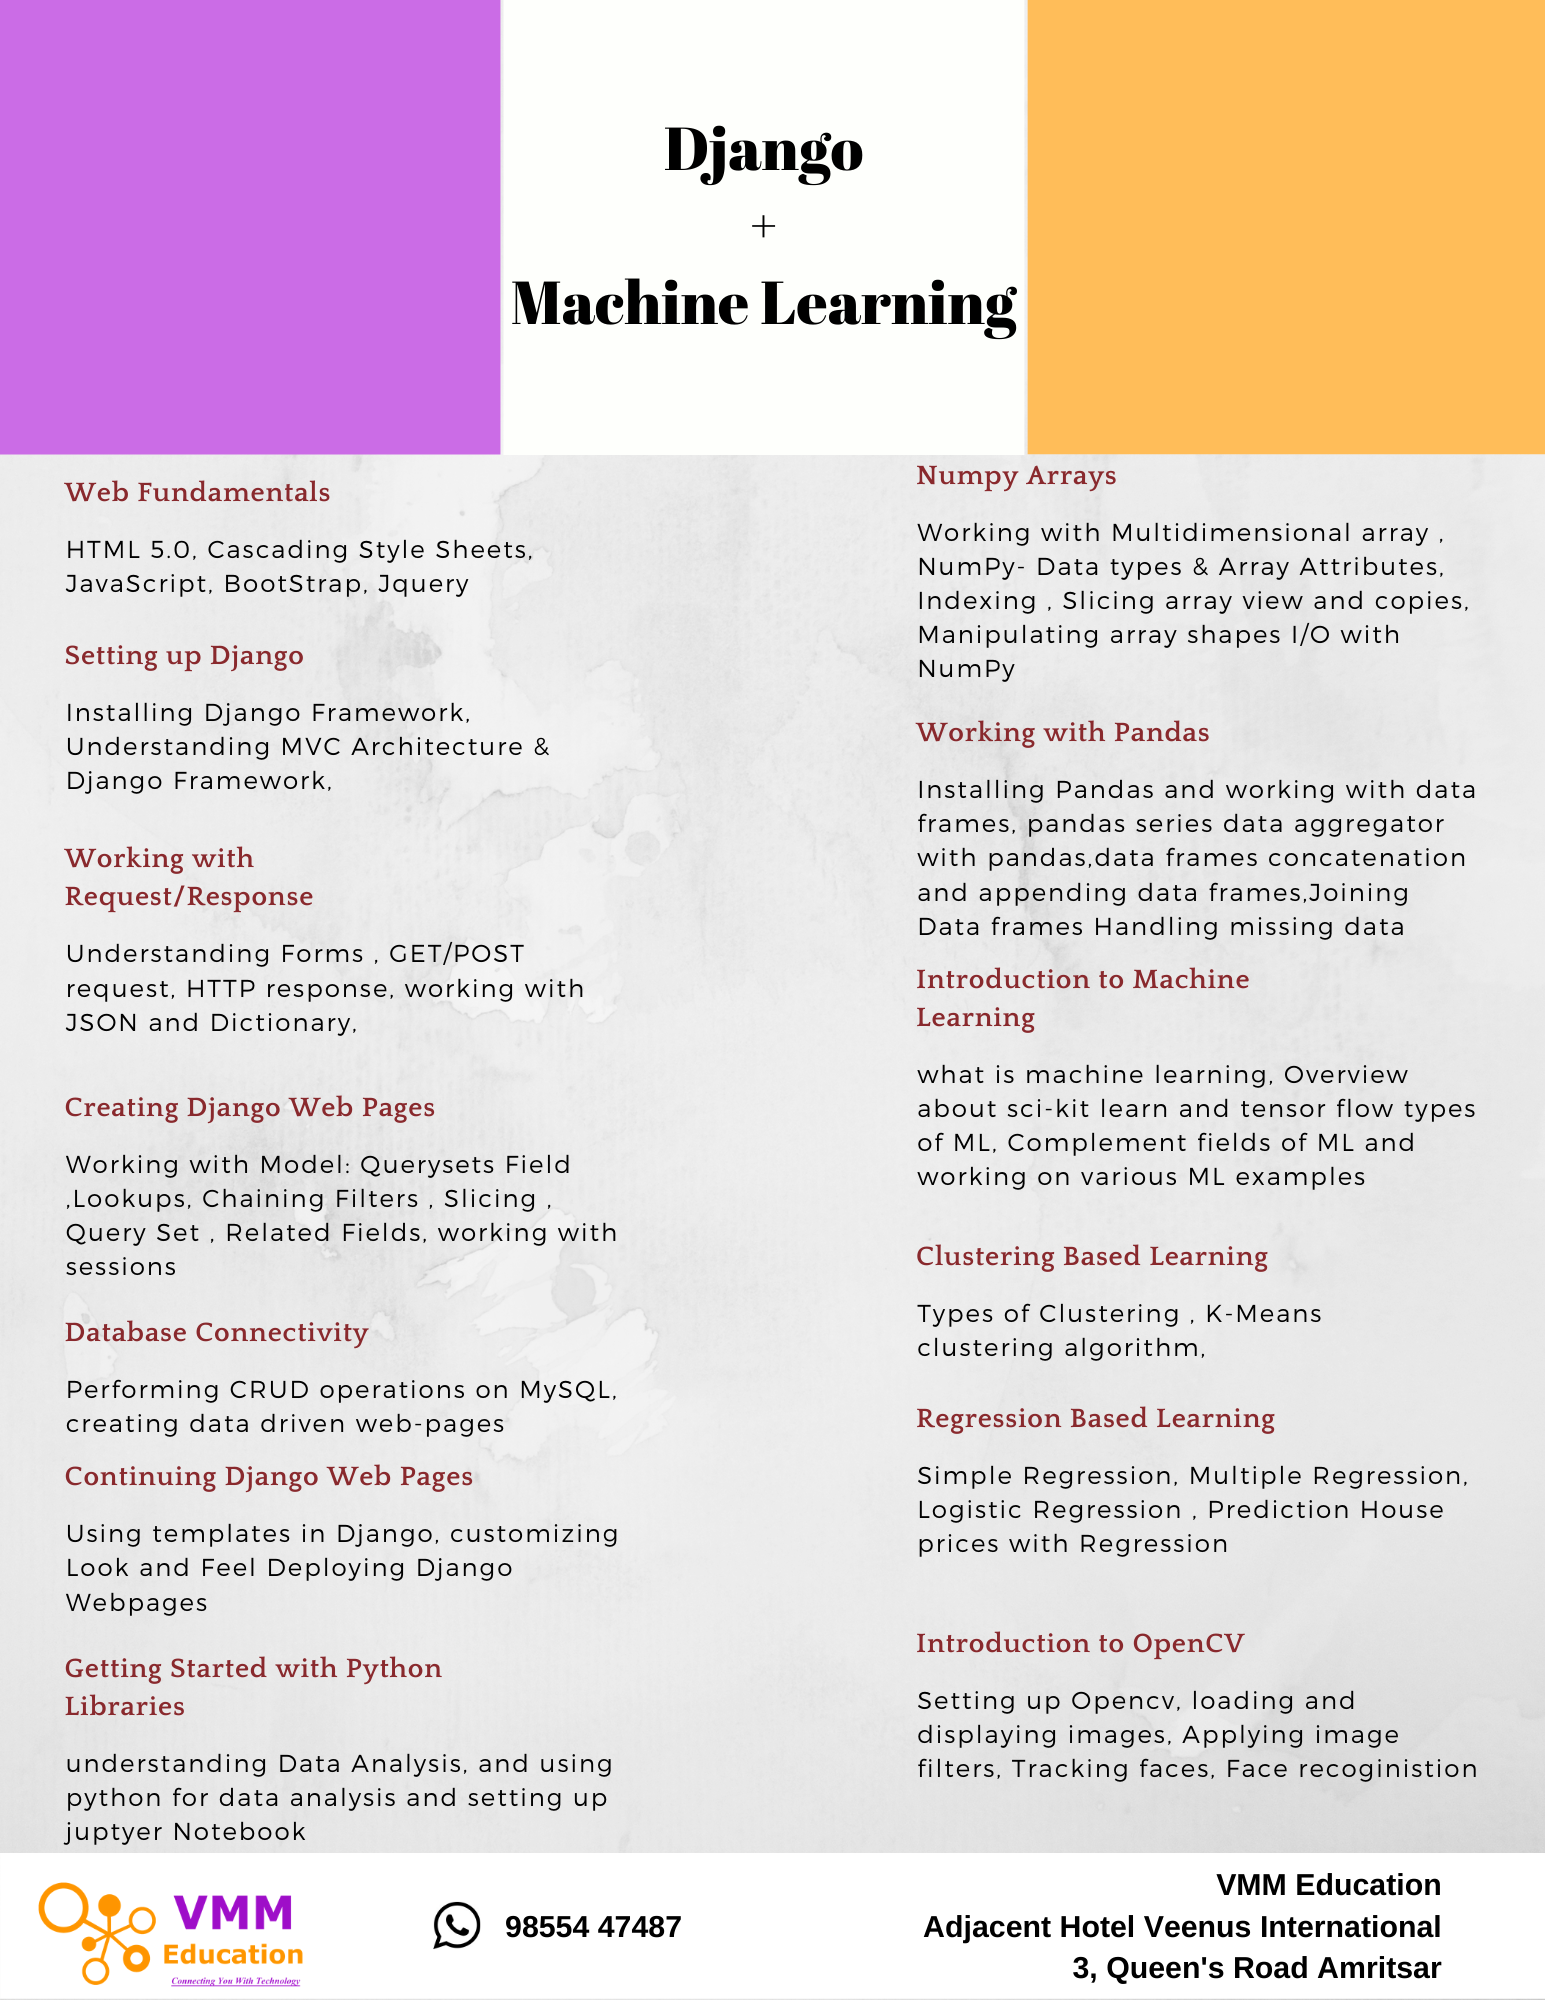 Django
+
Machine Learning
Web Fundamentals
HTML 5.0, Cascading Style Sheets,
JavaScript, BootStrap, Jquery
Setting up Django
Installing Django Framework,
Understanding MVC Architecture &
Django Framework,
Working with
Request/Response
Understanding Forms , GET/POST
request, HTTP response, working with
JSON and Dictionary,
Creating Django Web Pages
Working with Model: Querysets Field
,Lookups, Chaining Filters , Slicing ,
Query Set , Related Fields, working with
sessions
Database Connectivity
Performing CRUD operations on MySQL,
creating data driven web-pages
Continuing Django Web Pages
Using templates in Django, customizing
Look and Feel Deploying Django
Webpages
Getting Started with Python
Libraries
understanding Data Analysis, and using
python for data analysis and setting up
juptyer Notebook
Numpy Arrays
Working with Multidimensional array ,
NumPy- Data types & Array Attributes,
Indexing , Slicing array view and copies,
Manipulating array shapes I/O with
NumPy
Working with Pandas
Installing Pandas and working with data
frames, pandas series data aggregator
with pandas,data frames concatenation
and appending data frames,Joining
Data frames Handling missing data
Introduction to Machine
Learning
what is machine learning, Overview
about sci-kit learn and tensor flow types
of ML, Complement fields of ML and
working on various ML examples
Clustering Based Learning
Types of Clustering , K-Means
clustering algorithm,
Regression Based Learning
Simple Regression, Multiple Regression,
Logistic Regression , Prediction House
prices with Regression
Introduction to OpenCV
Setting up Opencv, loading and
displaying images, Applying image
filters, Tracking faces, Face recoginistion
VMM
Education
Connecting You With Technology
98554 47487
VMM Education
Adjacent Hotel Veenus International
3, Queen's Road Amritsar